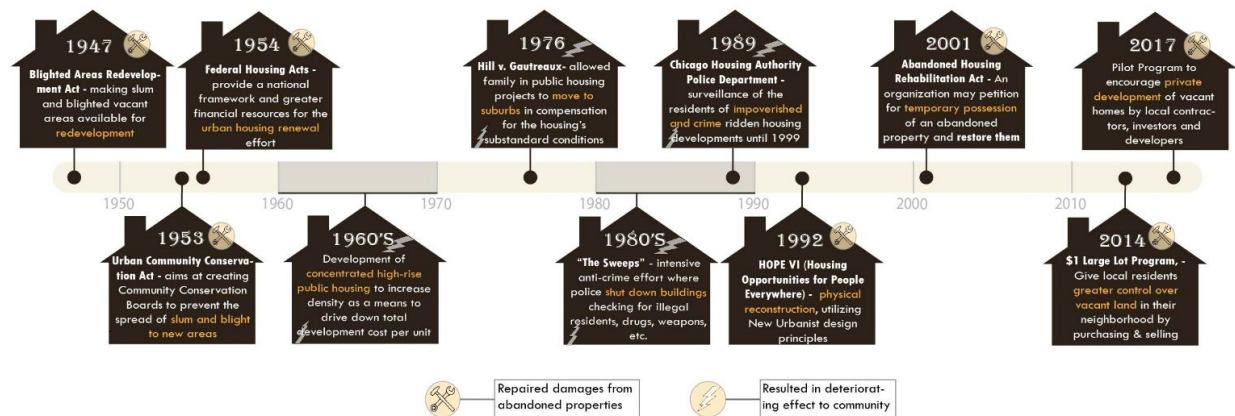 1947
Blighted Areas Redevelop-
ment Act - making slum
and blighted vacant
areas available for
redevelopment
1954
Federal Housing Acts -
provide a national
framework and greater
financial resources for the
urban housing renewal
effort
1976
Hill v. Gautreaux- allowed
family in public housing
projects to move to
suburbs in compensation
for the housing's
substandard conditions
1989
Chicago Housing Authority
Police Department -
surveillance of the
residents of impoverished
and crime ridden housing
developments until 1999
2001
Abandoned Housing
Rehabilitation Act - An
organization may petition
for temporary possession
of an abandoned
property and restore them
2017
Pilot Program to
encourage private
development of vacant
homes by local contrac-
tors, investors and
developers
1950
1960
1970
1980
1990
2000
2010
1953
Urban Community Conserva-
tion Act - aims at creating
Community Conservation
Boards to prevent the
spread of slum and blight
to new areas
1960'S
Development of
concentrated high-rise
public housing to increase
density as a means to
drive down total
development cost per unit
1980'S
"The Sweeps" - intensive
anti-crime effort where
police shut down buildings
checking for illegal
residents, drugs, weapons,
etc.
1992
HOPE VI (Housing
Opportunities for People
Everywhere) - physical
reconstruction, utilizing
New Urbanist design
principles
2014
$1 Large Lot Program, -
Give local residents
greater control over
vacant land in their
neighborhood by
purchasing & selling
Repaired damages from
abandoned properties
Resulted in deteriorat-
ing effect to community